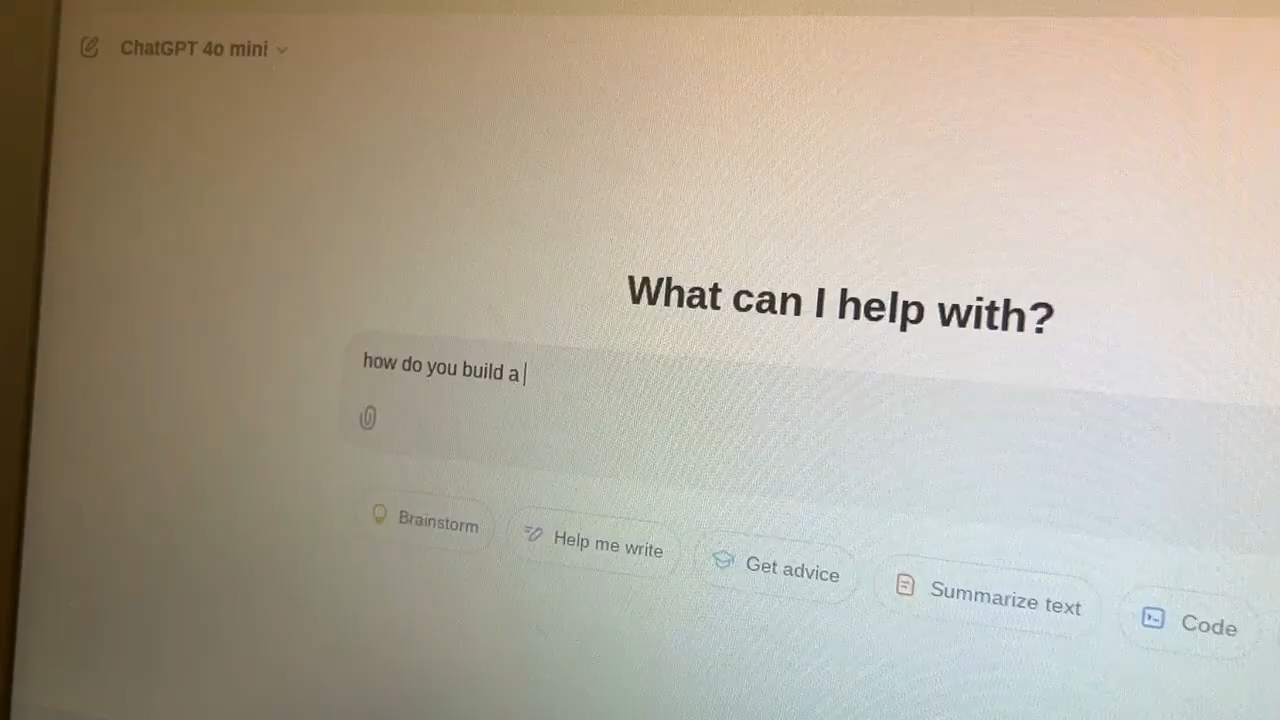 ChatGPT 4o mini
What can I help with?
how do you build a
Brainstorm
Help me write
Get advice
Summarize text
Code